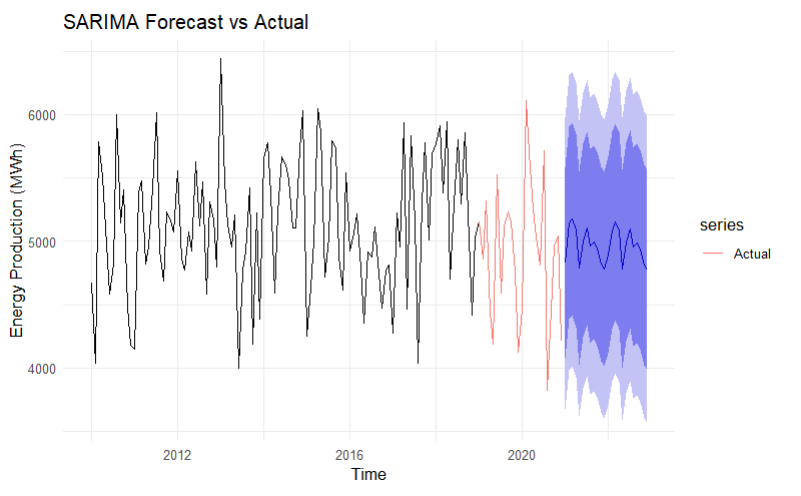 SARIMA Forecast vs Actual
Energy Production (MWh)
6000
5000
4000
2012
2016
2020
Time
series
Actual